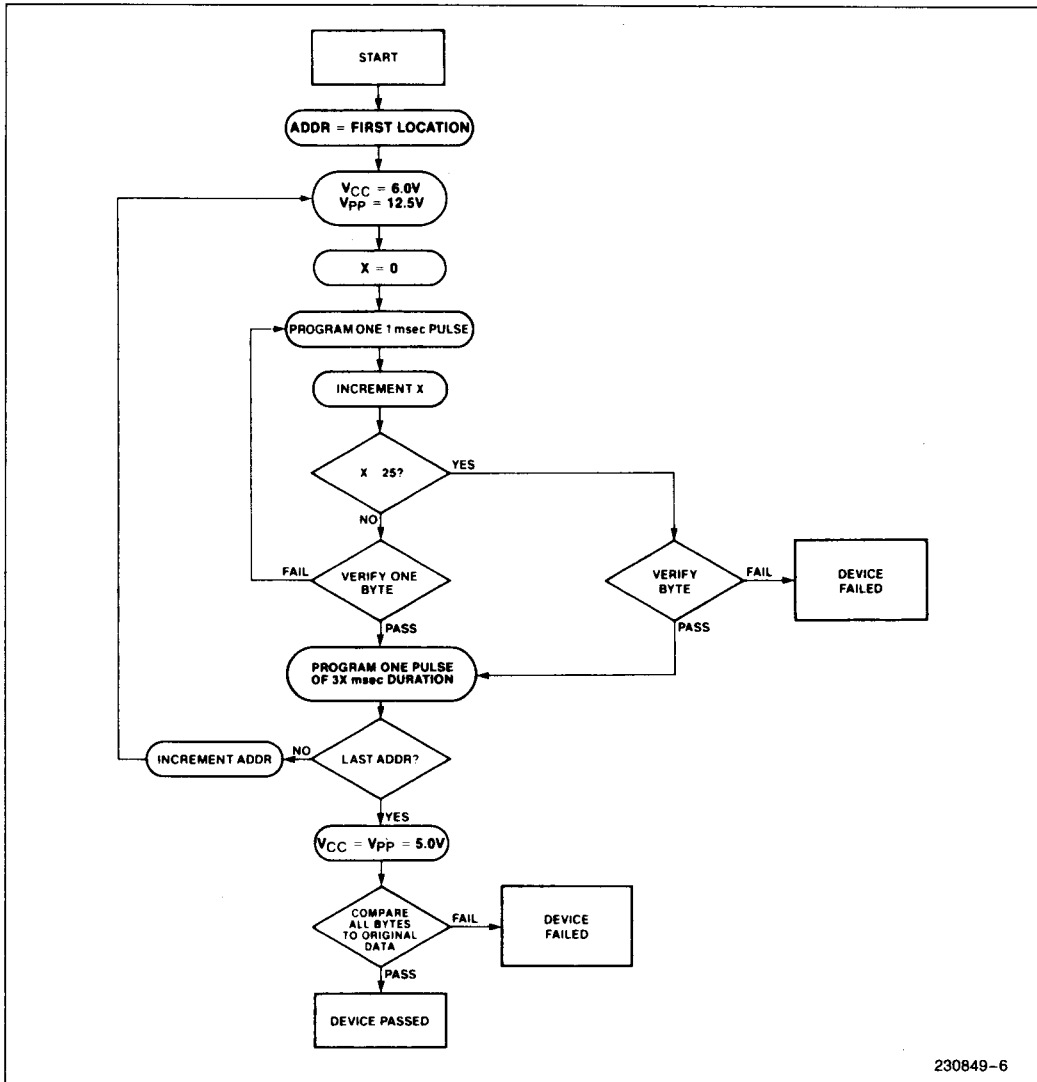 START
ADDR = FIRST LOCATION
VCC = 6.0V
VPP = 12.5V
X = 0
PROGRAM ONE 1 msec PULSE
INCREMENT X
X 25?
YES
NO
VERIFY ONE
BYTE
FAIL
PASS
VERIFY
BYTE
FAIL
PASS
DEVICE
FAILED
PROGRAM ONE PULSE
OF 3X msec DURATION
LAST ADDR?
NO
INCREMENT ADDR
YES
VCC = VPP = 5.0V
COMPARE
ALL BYTES
TO ORIGINAL
DATA
FAIL
DEVICE
FAILED
PASS
DEVICE PASSED
230849-6